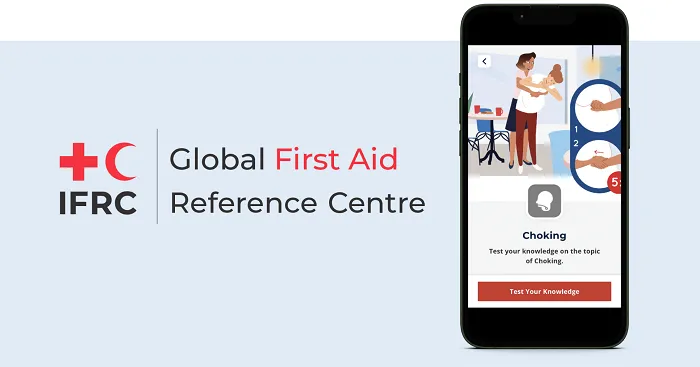 IFRC
Global First Aid
Reference Centre
1
2
5
Choking
Test your knowledge on the topic
of Choking.
Test Your Knowledge